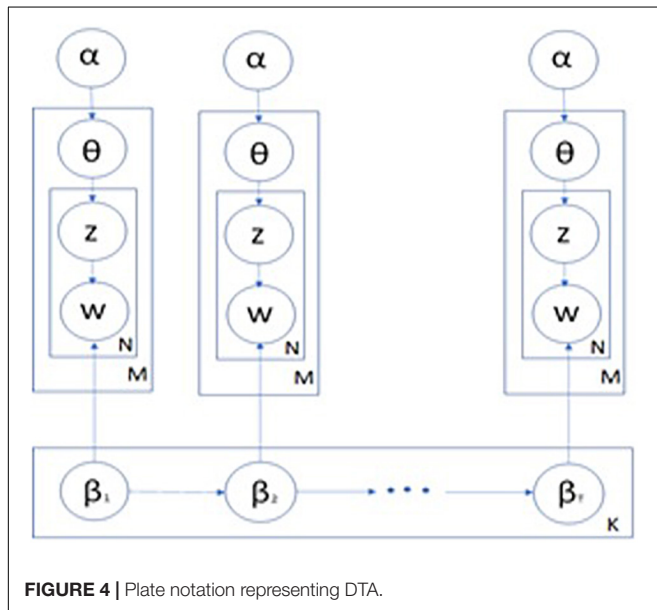 α α α
θ θ θ
z z z
w w w
N N N
M M M
β₁ β₂ • • • βT
K
FIGURE 4 | Plate notation representing DTA.